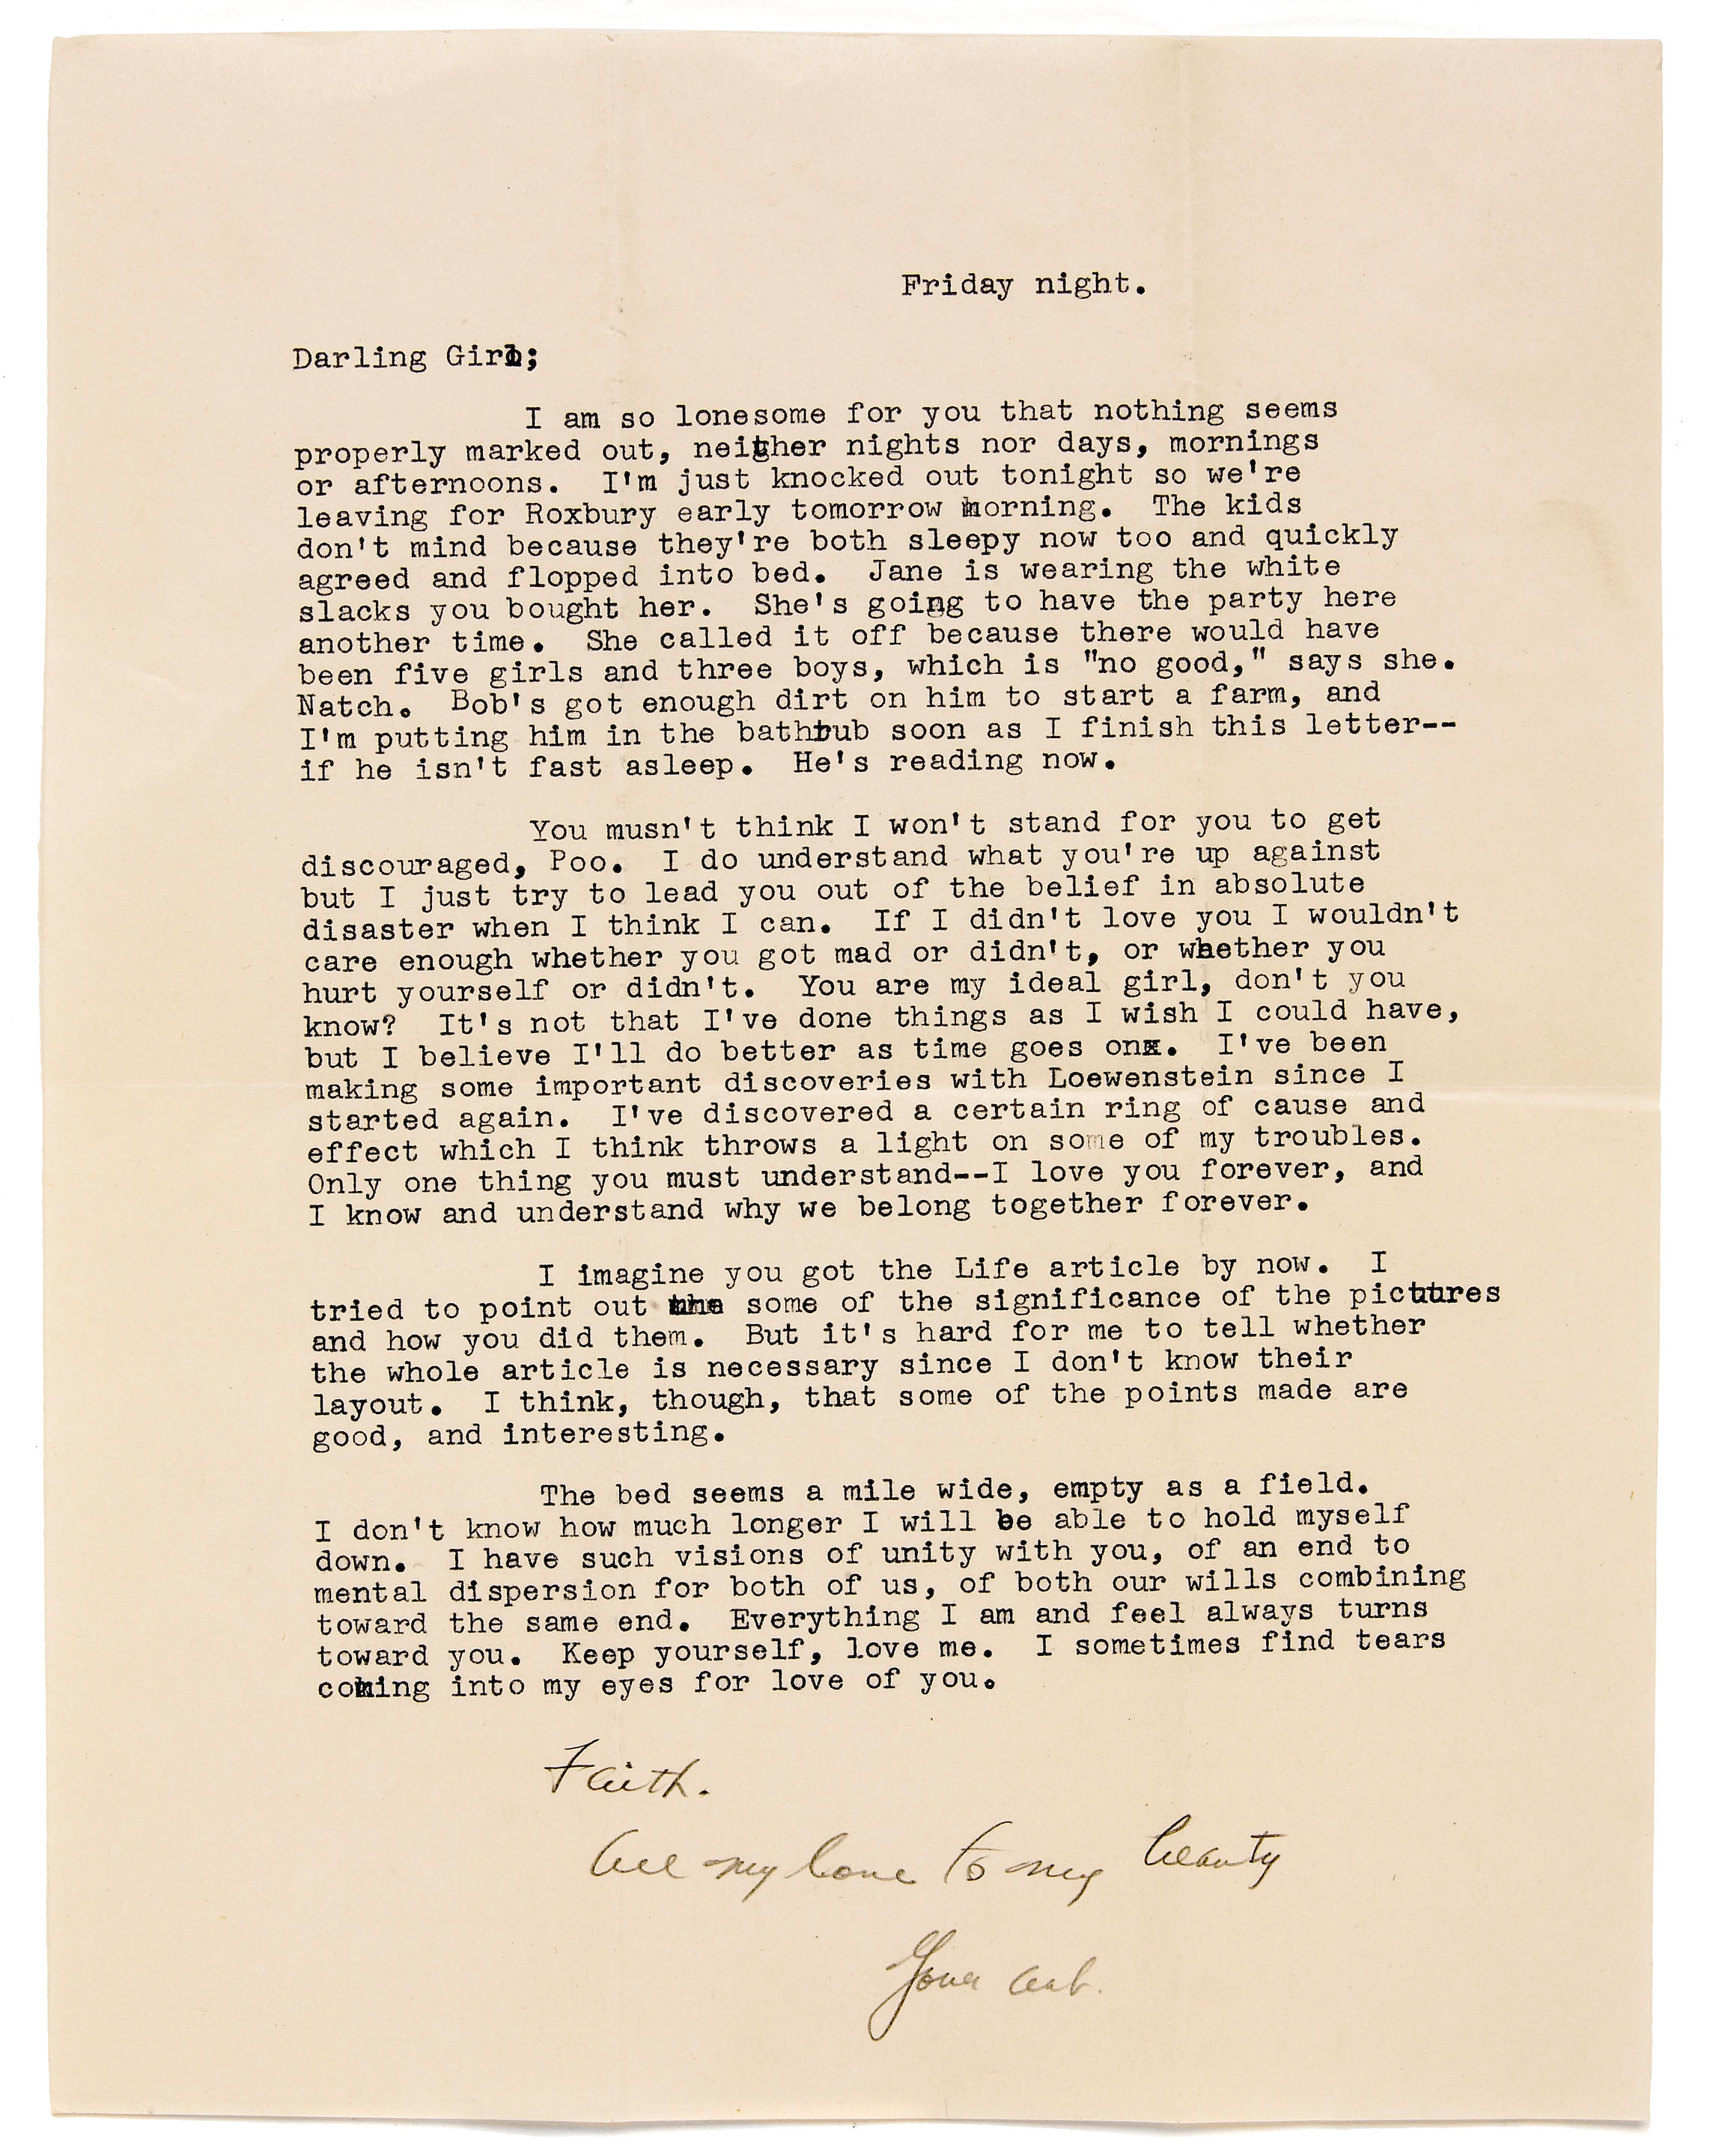 Friday night.
Darling Girl;
I am so lonesome for you that nothing seems
properly marked out, neither nights nor days, mornings
or afternoons. I'm just knocked out tonight so we're
leaving for Roxbury early tomorrow morning. The kids
don't mind because they're both sleepy now too and quickly
agreed and flopped into bed. Jane is wearing the white
slacks you bought her. She's going to have the party here
another time. She called it off because there would have
been five girls and three boys, which is "no good," says she.
Natch. Bob's got enough dirt on him to start a farm, and
I'm putting him in the bathtub soon as I finish this letter--
if he isn't fast asleep. He's reading now.
You musn't think I won't stand for you to get
discouraged, Poo. I do understand what you're up against
but I just try to lead you out of the belief in absolute
disaster when I think I can. If I didn't love you I wouldn't
care enough whether you got mad or didn't, or whether you
hurt yourself or didn't. You are my ideal girl, don't you
know? It's not that I've done things as I wish I could have,
but I believe I'll do better as time goes on. I've been
making some important discoveries with Loewenstein since I
started again. I've discovered a certain ring of cause and
effect which I think throws a light on some of my troubles.
Only one thing you must understand--I love you forever, and
I know and understand why we belong together forever.
I imagine you got the Life article by now. I
tried to point out some of the significance of the pictures
and how you did them. But it's hard for me to tell whether
the whole article is necessary since I don't know their
layout. I think, though, that some of the points made are
good, and interesting.
The bed seems a mile wide, empty as a field.
I don't know how much longer I will be able to hold myself
down. I have such visions of unity with you, of an end to
mental dispersion for both of us, of both our wills combining
toward the same end. Everything I am and feel always turns
toward you. Keep yourself, love me. I sometimes find tears
coming into my eyes for love of you.
Faith.
All my love to my beauty
Your